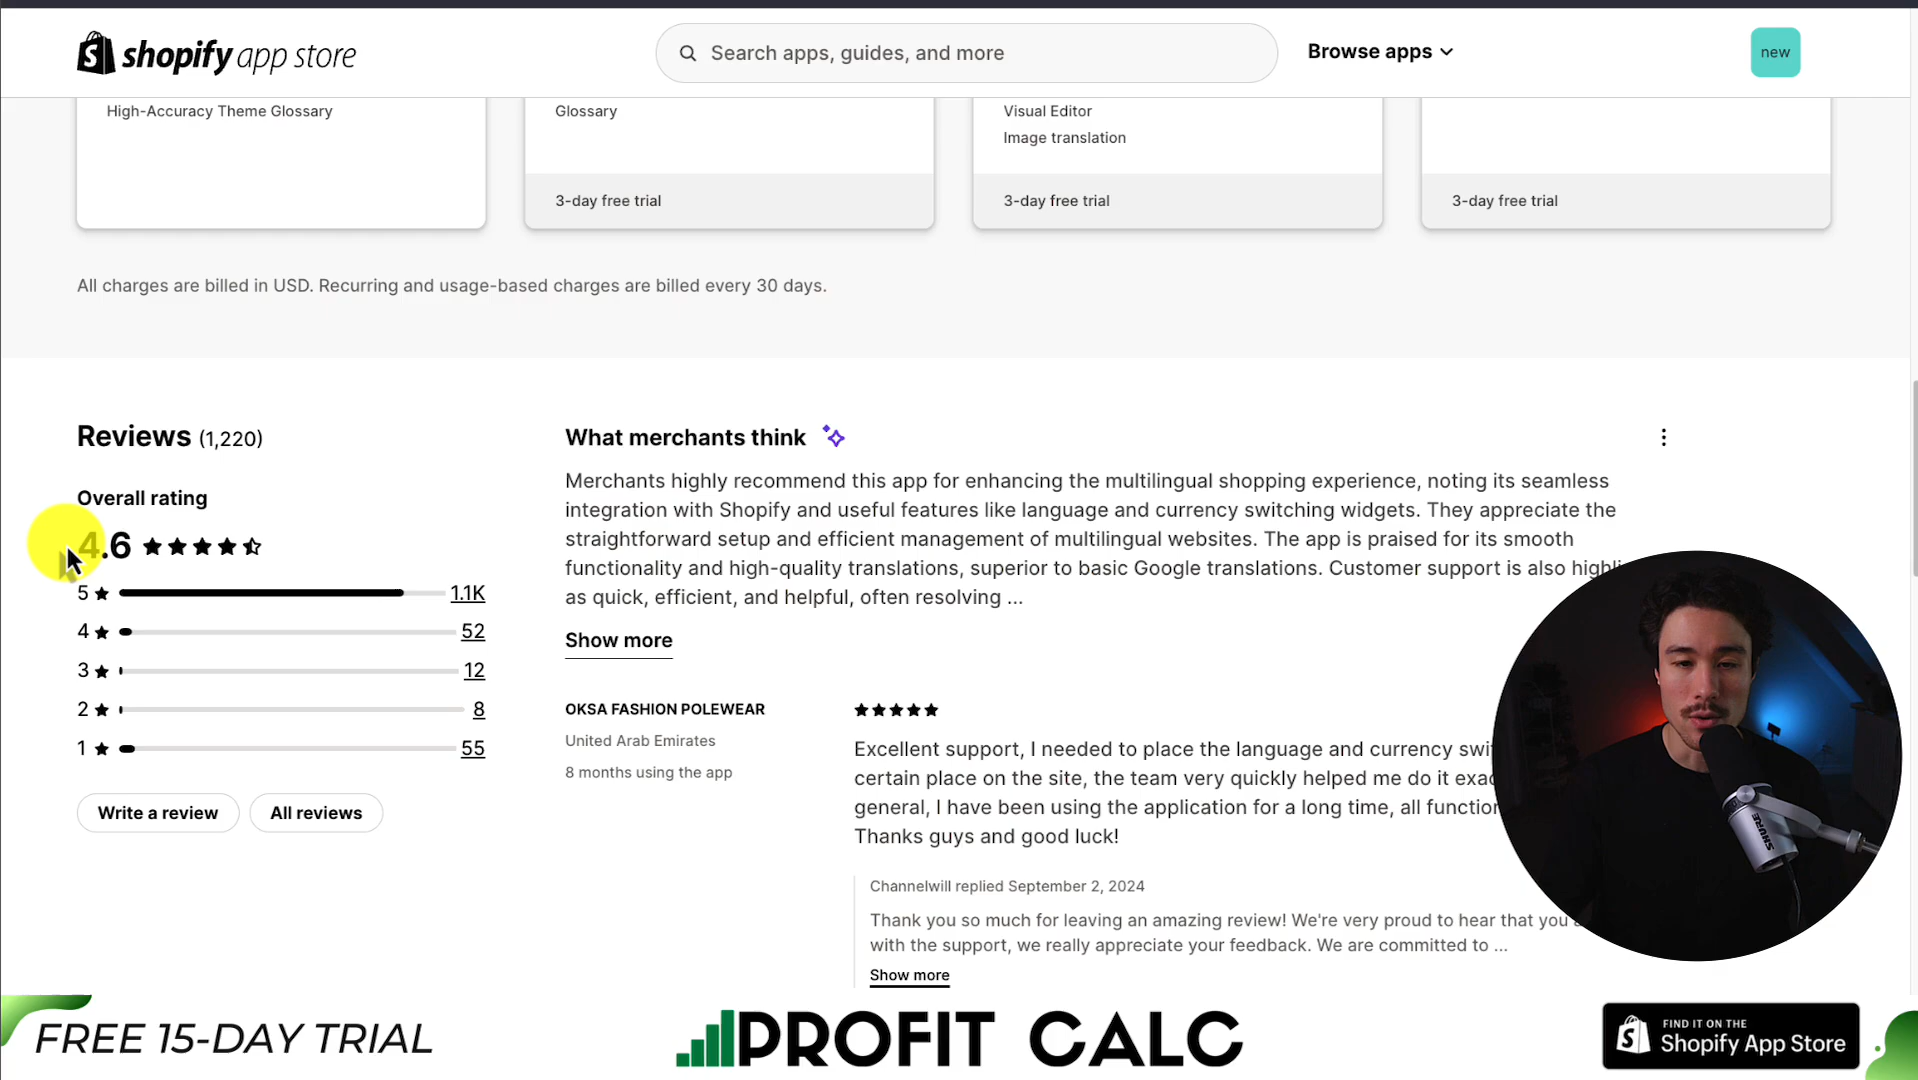 shopify app store
Search apps, guides, and more
Browse apps
new
High-Accuracy Theme Glossary
Glossary
Visual Editor
Image translation
3-day free trial
3-day free trial
3-day free trial
All charges are billed in USD. Recurring and usage-based charges are billed every 30 days.
Reviews (1,220)
Overall rating
4.6
5 1.1K
4 52
3 12
2 8
1 55
Write a review
All reviews
What merchants think
Merchants highly recommend this app for enhancing the multilingual shopping experience, noting its seamless
integration with Shopify and useful features like language and currency switching widgets. They appreciate the
straightforward setup and efficient management of multilingual websites. The app is praised for its smooth
functionality and high-quality translations, superior to basic Google translations. Customer support is also
as quick, efficient, and helpful, often resolving ...
Show more
OKSA FASHION POLEWEAR
United Arab Emirates
8 months using the app
Excellent support, I needed to place the language and currency
certain place on the site, the team very quickly helped me do it
general, I have been using the application for a long time, all
Thanks guys and good luck!
Channelwill replied September 2, 2024
Thank you so much for leaving an amazing review! We're very proud to hear that you
with the support, we really appreciate your feedback. We are committed to ...
Show more
SHURE
FREE 15-DAY TRIAL
PROFIT CALC
FIND IT ON THE
Shopify App Store